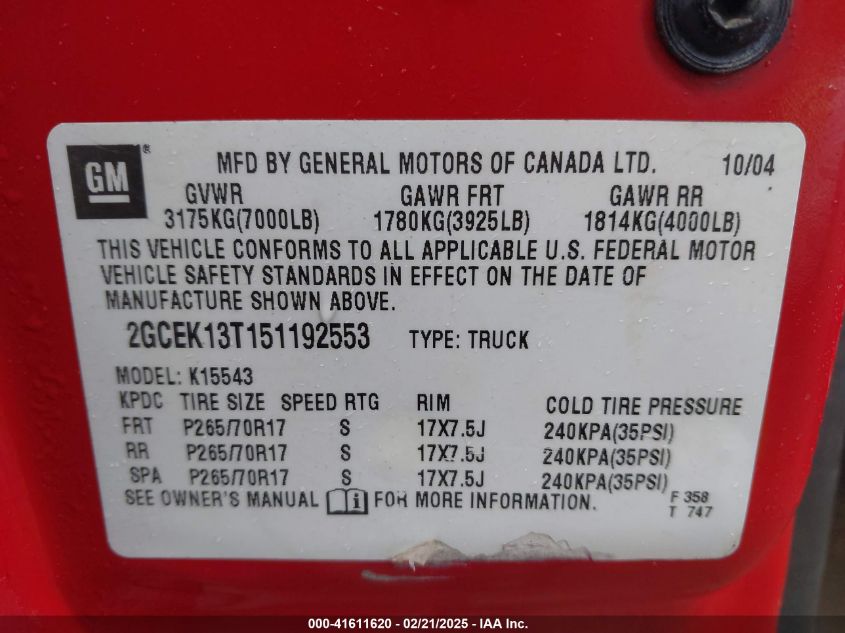 GM ® MFD BY GENERAL MOTORS OF CANADA LTD. 10/04
GVWR GAWR FRT GAWR RR
3175KG(7000LB) 1780KG(3925LB) 1814KG(4000LB)
THIS VEHICLE CONFORMS TO ALL APPLICABLE U.S. FEDERAL MOTOR
VEHICLE SAFETY STANDARDS IN EFFECT ON THE DATE OF
MANUFACTURE SHOWN ABOVE.
2GCEK13T151192553 TYPE: TRUCK
MODEL: K15543
KPDC TIRE SIZE SPEED RTG RIM COLD TIRE PRESSURE
FRT P265/70R17 S 17X7.5J 240KPA(35PSI)
RR P265/70R17 S 17X7.5J 240KPA(35PSI)
SPA P265/70R17 S 17X7.5J 240KPA(35PSI)
SEE OWNER'S MANUAL i FOR MORE INFORMATION.
F 358
T 747
000-41611620 - 02/21/2025 - IAA Inc.